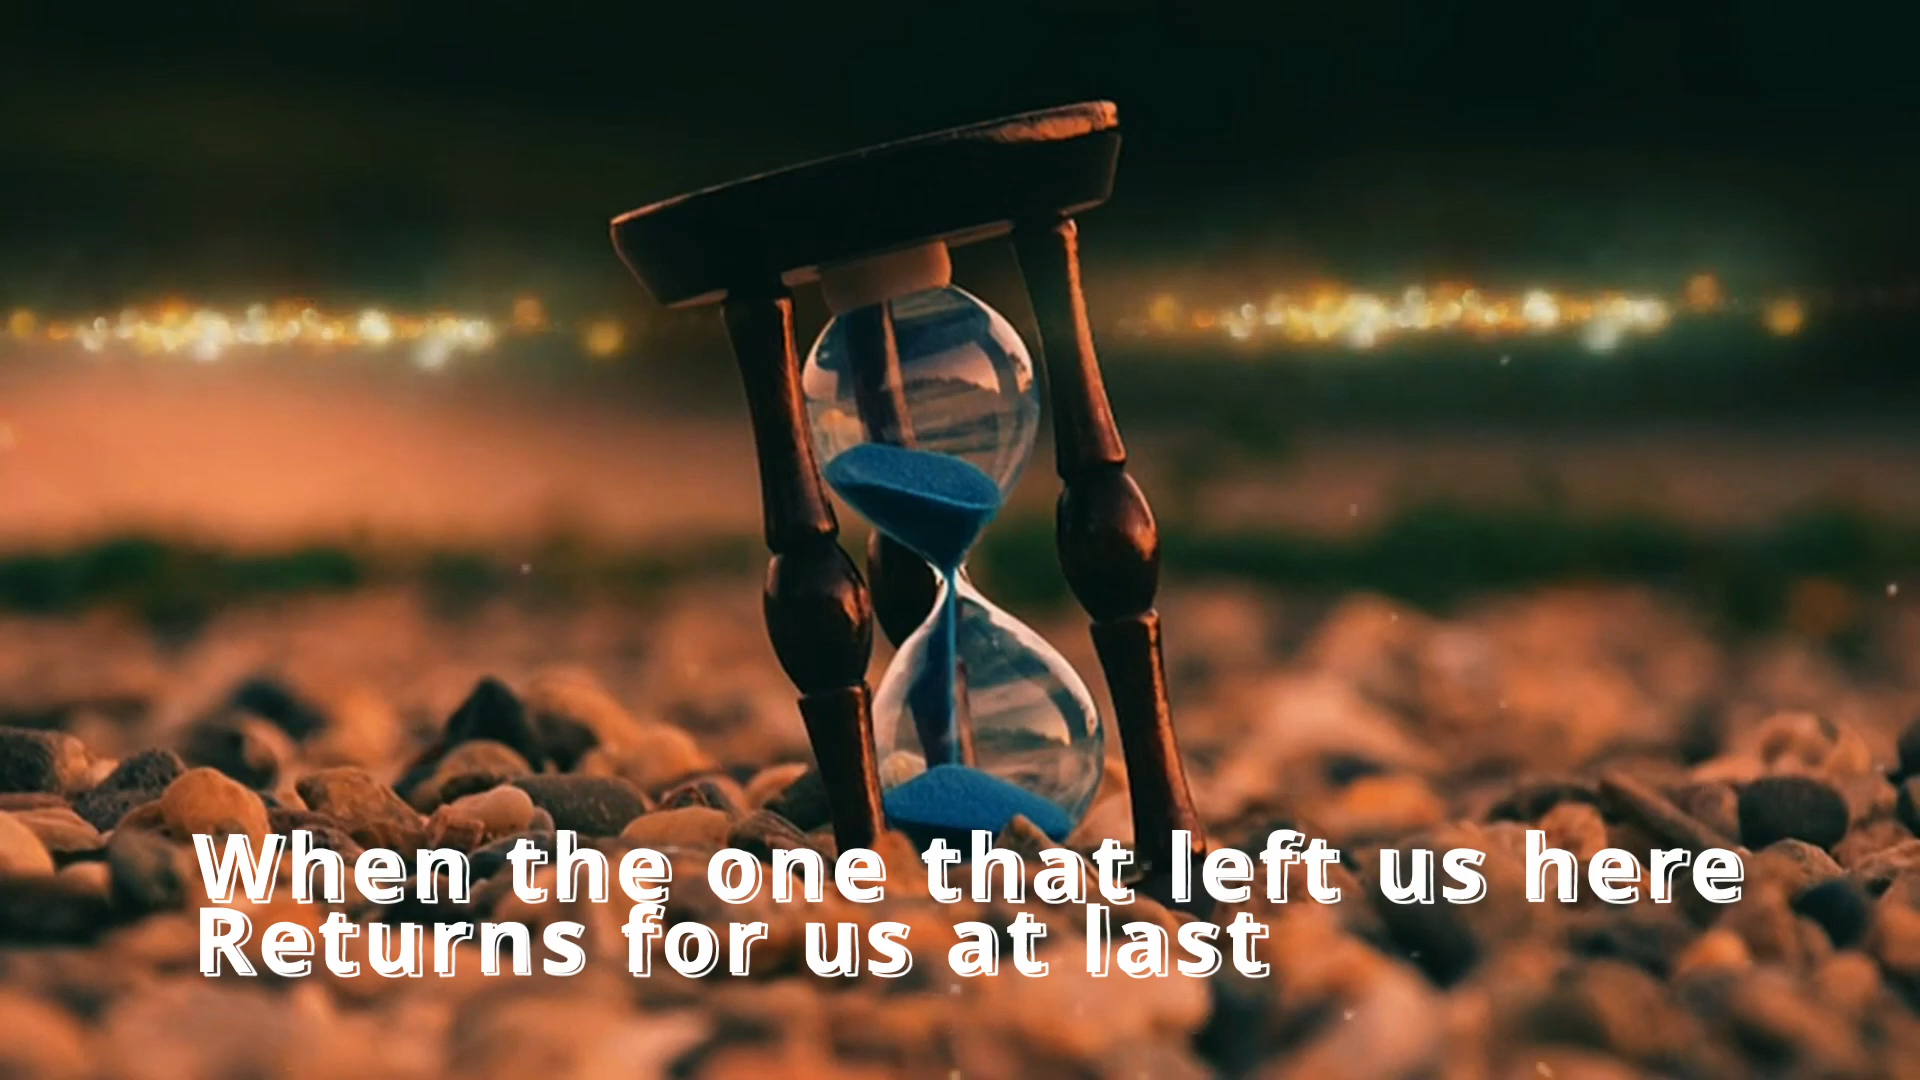 When the one that left us here
Returns for us at last